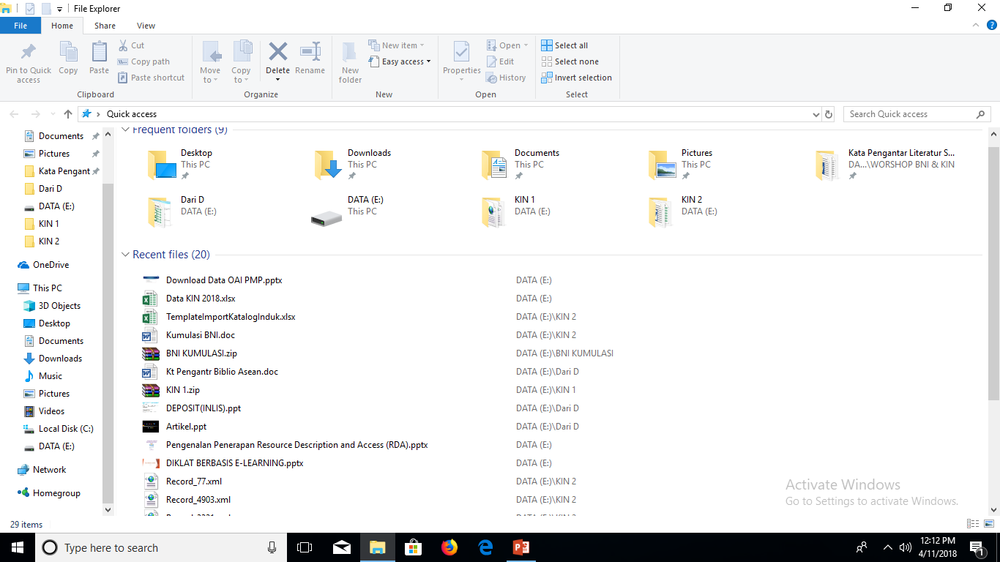 File Explorer
File Home Share View
Pin to Quick access
Copy
Paste
Cut
Copy path
Paste shortcut
Clipboard
Move to
Copy to
Delete
Rename
Organize
New folder
New item
Easy access
New
Properties
Open
Edit
History
Open
Select all
Select none
Invert selection
Select
Quick access
Search Quick access
Documents
Pictures
Kata Pengant
Dari D
DATA (E:)
KIN 1
KIN 2
OneDrive
This PC
3D Objects
Desktop
Documents
Downloads
Music
Pictures
Videos
Local Disk (C:)
DATA (E:)
Network
Homegroup
Frequent folders (9)
Desktop
This PC
Downloads
This PC
Documents
This PC
Pictures
This PC
Kata Pengantar Literatur S...
DA...\WORSHOP BNI & KIN
Dari D
DATA (E:)
DATA (E:)
This PC
KIN 1
DATA (E:)
KIN 2
DATA (E:)
Recent files (20)
Download Data OAI PMP.pptx DATA (E:)
Data KIN 2018.xlsx DATA (E:)
TemplateImportKatalogInduk.xlsx DATA (E:)\KIN 2
Kumulasi BNI.doc DATA (E:)\KIN 2
BNI KUMULASI.zip DATA (E:)\BNI KUMULASI
Kt Pengantr Biblio Asean.doc DATA (E:)\Dari D
KIN 1.zip DATA (E:)\KIN 1
DEPOSIT(INLIS).ppt DATA (E:)\Dari D
Artikel.ppt DATA (E:)\Dari D
Pengenalan Penerapan Resource Description and Access (RDA).pptx DATA (E:)
DIKLAT BERBASIS E-LEARNING.pptx DATA (E:)
Record_77.xml DATA (E:)\KIN 2
Record_4903.xml DATA (E:)\KIN 2
Activate Windows
Go to Settings to activate Windows.
29 items
Type here to search
12:12 PM
4/11/2018
1